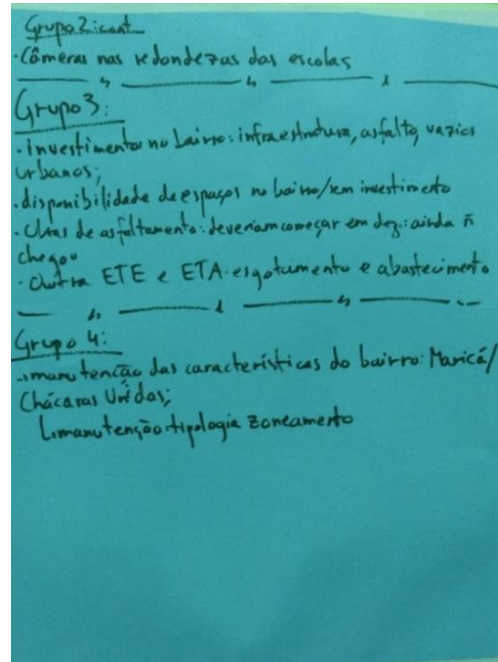 Grupo 2: cont
· Câmeras nas redondezas das escolas
Grupo 3:
· investimento no bairro: infraestrutura, asfalto, vazios
urbanos;
· disponibilidade de espaços no bairro/sem investimento
· Obras de asfaltamento: deveriam começar em dez.: ainda ñ
chegou
· Outra ETE e ETA: esgotamento e abastecimento
Grupo 4:
· manutenção das características do bairro: Maricá/
Chácaras Unidas;
manutenção tipologia zoneamento